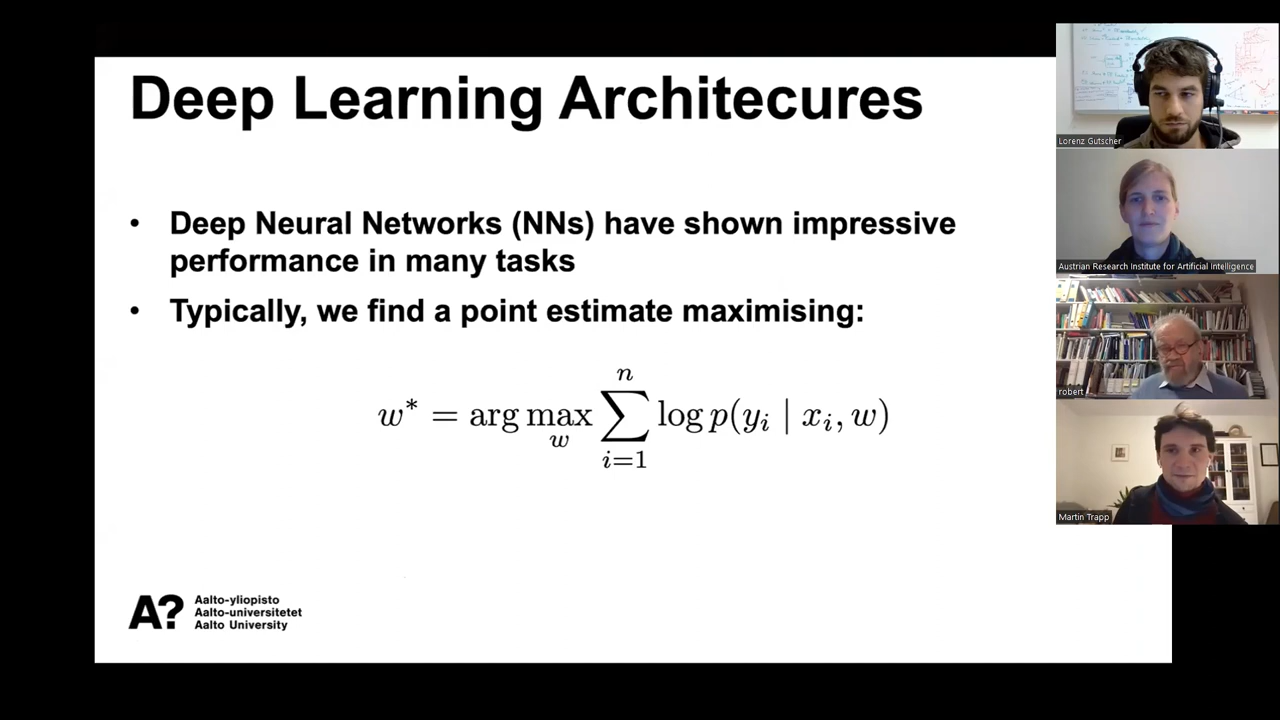 Deep Learning Architecures
• Deep Neural Networks (NNs) have shown impressive
performance in many tasks
• Typically, we find a point estimate maximising:
w* = arg max_w ∑_{i=1}^{n} log p(y_i | x_i, w)
A?
Aalto-yliopisto
Aalto-universitetet
Aalto University
Lorenz Gutscher
Austrian Research Institute for Artificial Intelligence
robert
Martin Trapp